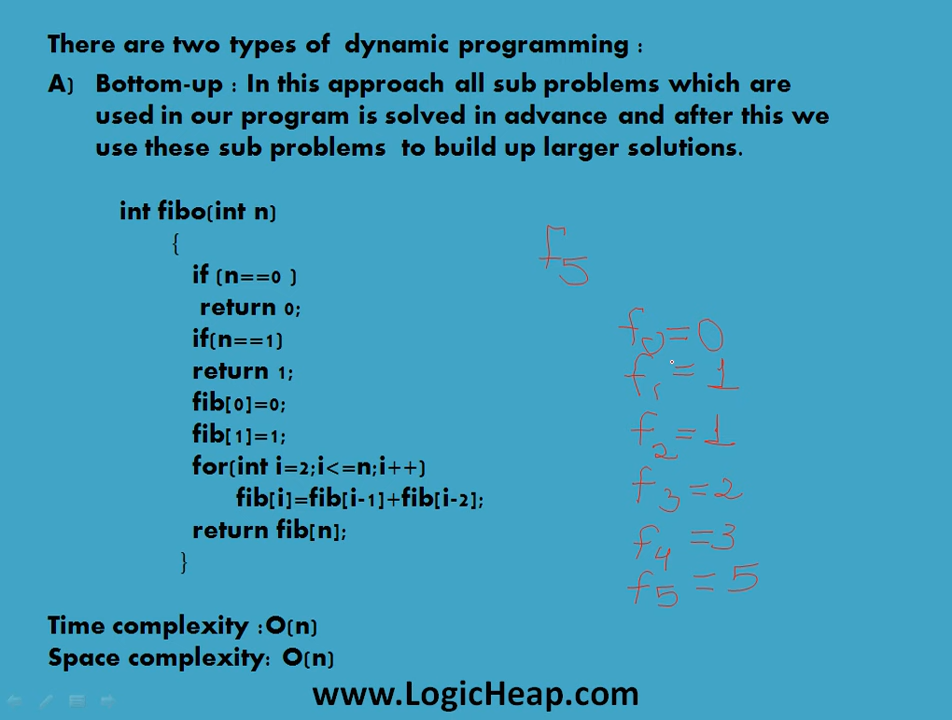 There are two types of dynamic programming :
A) Bottom-up : In this approach all sub problems which are
used in our program is solved in advance and after this we
use these sub problems to build up larger solutions.
int fibo(int n)
{
if (n==0 )
return 0;
if(n==1)
return 1;
fib[0]=0;
fib[1]=1;
for(int i=2;i<=n;i++)
fib[i]=fib[i-1]+fib[i-2];
return fib[n];
}
f5
f0=0
f1=1
f2=1
f3=2
f4=3
f5=5
Time complexity :O(n)
Space complexity: O(n)
www.LogicHeap.com